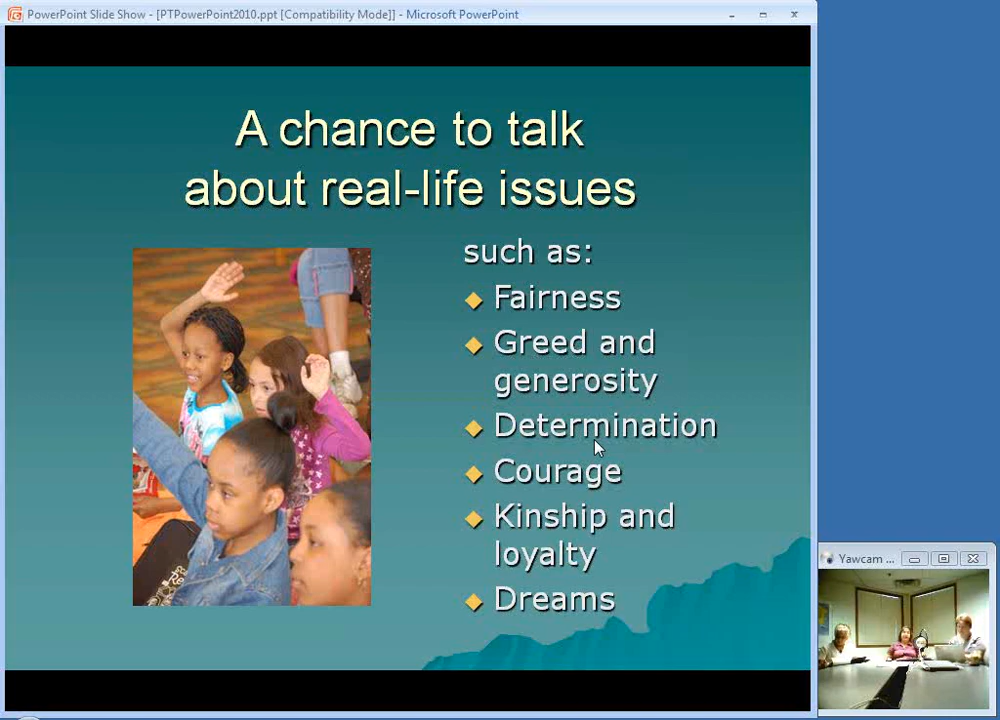 PowerPoint Slide Show - [PTPowerPoint2010.ppt [Compatibility Mode]] - Microsoft PowerPoint
A chance to talk
about real-life issues
such as:
Fairness
Greed and
generosity
Determination
Courage
Kinship and
loyalty
Dreams
Yawcam ...